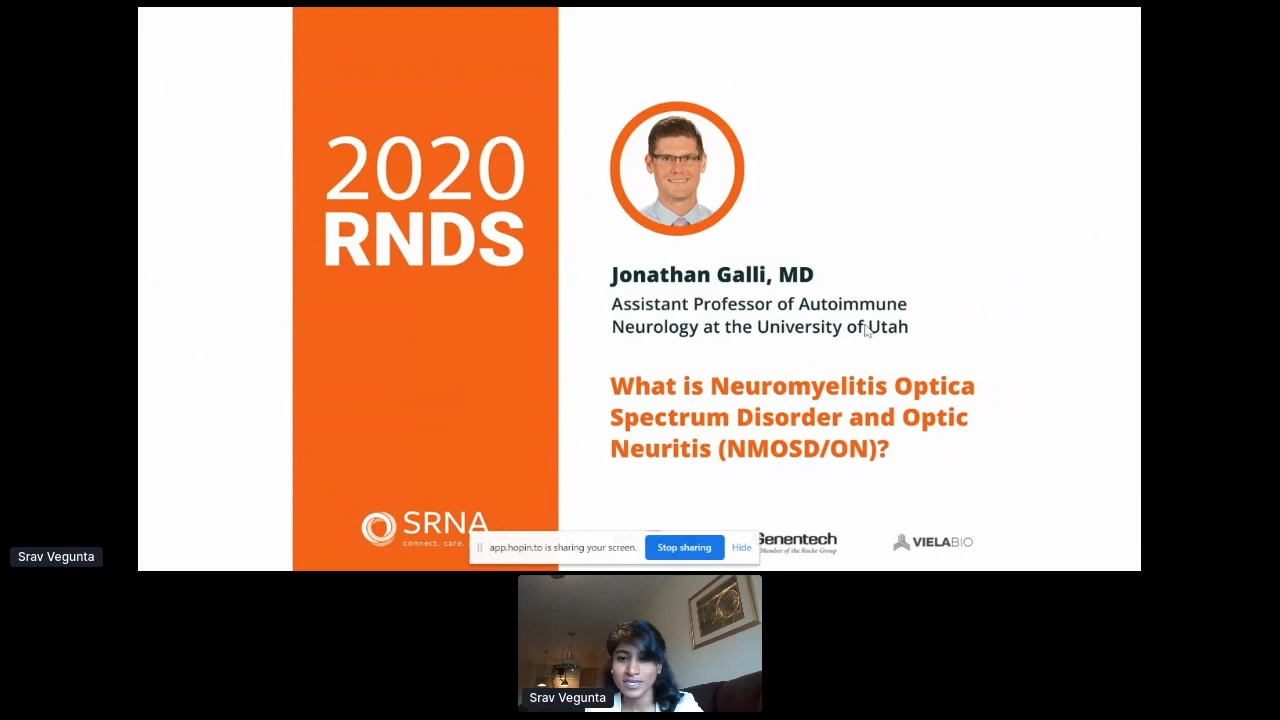 2020
RNDS
Jonathan Galli, MD
Assistant Professor of Autoimmune
Neurology at the University of Utah
What is Neuromyelitis Optica
Spectrum Disorder and Optic
Neuritis (NMOSD/ON)?
SRNA
connect. care.
app.hopin.to is sharing your screen.
Stop sharing
Hide
Genentech
Member of the Roche Group
VIELABIO
Srav Vegunta
Srav Vegunta